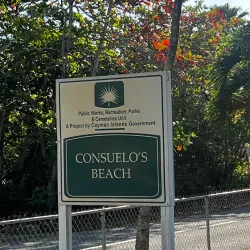 Public Works, Recreation, Parks
& Cemeteries Unit
A Project by Cayman Islands Government
CONSUELO'S
BEACH